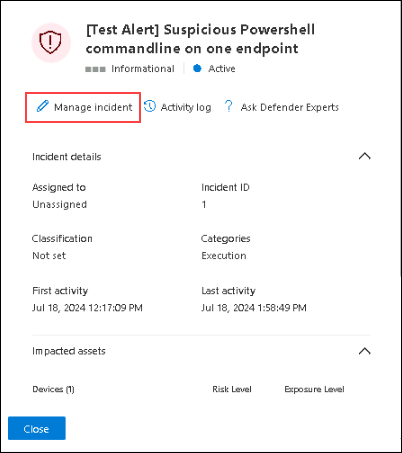 [Test Alert] Suspicious Powershell
commandline on one endpoint
Informational | Active
Manage incident Activity log ? Ask Defender Experts
Incident details
Assigned to Incident ID
Unassigned 1
Classification Categories
Not set Execution
First activity Last activity
Jul 18, 2024 12:17:09 PM Jul 18, 2024 1:58:49 PM
Impacted assets
Devices (1) Risk Level Exposure Level
Close